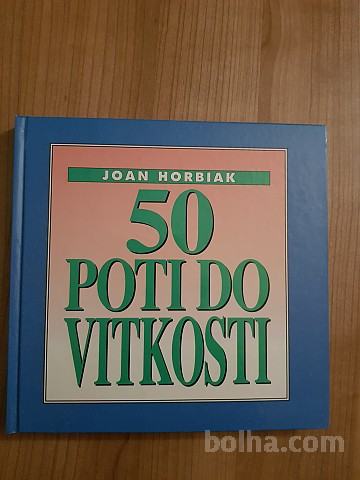 JOAN HORBIAK
50
POTI DO
VITKOSTI
bolha.com